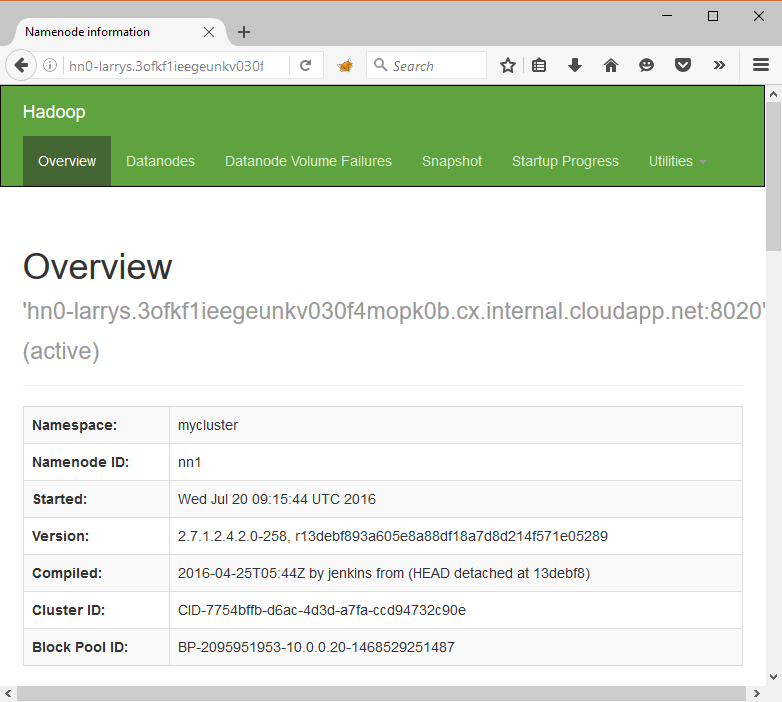 Namenode information
hn0-larrys.3ofkf1ieegeunkv030f
Search
Hadoop
Overview Datanodes Datanode Volume Failures Snapshot Startup Progress Utilities
Overview
'hn0-larrys.3ofkf1ieegeunkv030f4mopk0b.cx.internal.cloudapp.net:8020'
(active)
Namespace: mycluster
Namenode ID: nn1
Started: Wed Jul 20 09:15:44 UTC 2016
Version: 2.7.1.2.4.2.0-258, r13debf893a605e8a88df18a7d8d214f571e05289
Compiled: 2016-04-25T05:44Z by jenkins from (HEAD detached at 13debf8)
Cluster ID: CID-7754bffb-d6ac-4d3d-a7fa-ccd94732c90e
Block Pool ID: BP-2095951953-10.0.0.20-1468529251487